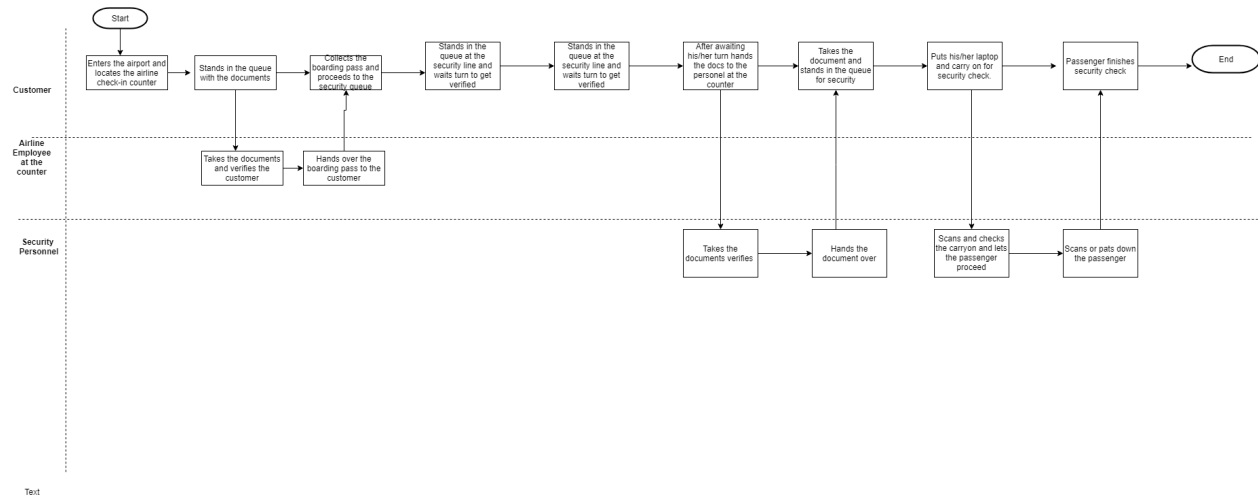 Start
Enters the airport and
locates the airline
check-in counter
Stands in the queue
with the documents
Collects the
boarding pass and
proceeds to the
security queue
Stands in the
queue at the
security line and
waits turn to get
verified
Stands in the
queue at the
security line and
waits turn to get
verified
After awaiting
his/her turn hands
the docs to the
personel at the
counter
Takes the
document and
stands in the queue
for security
Puts his/her laptop
and carry on for
security check.
Passenger finishes
security check
End
Customer
Airline
Employee
at the
counter
Takes the documents
and verifies the
customer
Hands over the
boarding pass to the
customer
Security
Personnel
Takes the
documents verifies
Hands the
document over
Scans and checks
the carryon and lets
the passenger
proceed
Scans or pats down
the passenger
Text